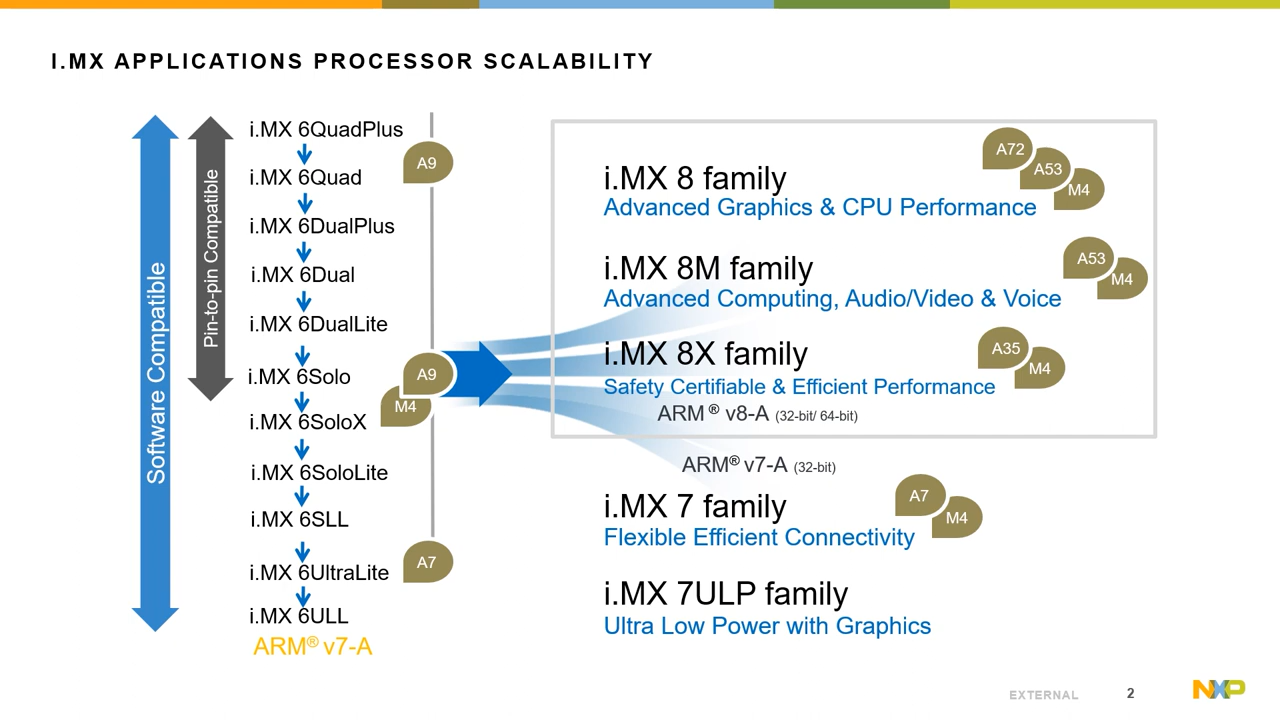 I.MX APPLICATIONS PROCESSOR SCALABILITY
Software Compatible
Pin-to-pin Compatible
i.MX 6QuadPlus
i.MX 6Quad
i.MX 6DualPlus
i.MX 6Dual
i.MX 6DualLite
i.MX 6Solo
i.MX 6SoloX
i.MX 6SoloLite
i.MX 6SLL
i.MX 6UltraLite
i.MX 6ULL
ARM® v7-A
A9
A9
M4
A7
i.MX 8 family
Advanced Graphics & CPU Performance
A72
A53
M4
i.MX 8M family
Advanced Computing, Audio/Video & Voice
A53
M4
i.MX 8X family
Safety Certifiable & Efficient Performance
A35
M4
ARM ® v8-A (32-bit/ 64-bit)
ARM® v7-A (32-bit)
i.MX 7 family
Flexible Efficient Connectivity
A7
M4
i.MX 7ULP family
Ultra Low Power with Graphics
EXTERNAL
2
NXP